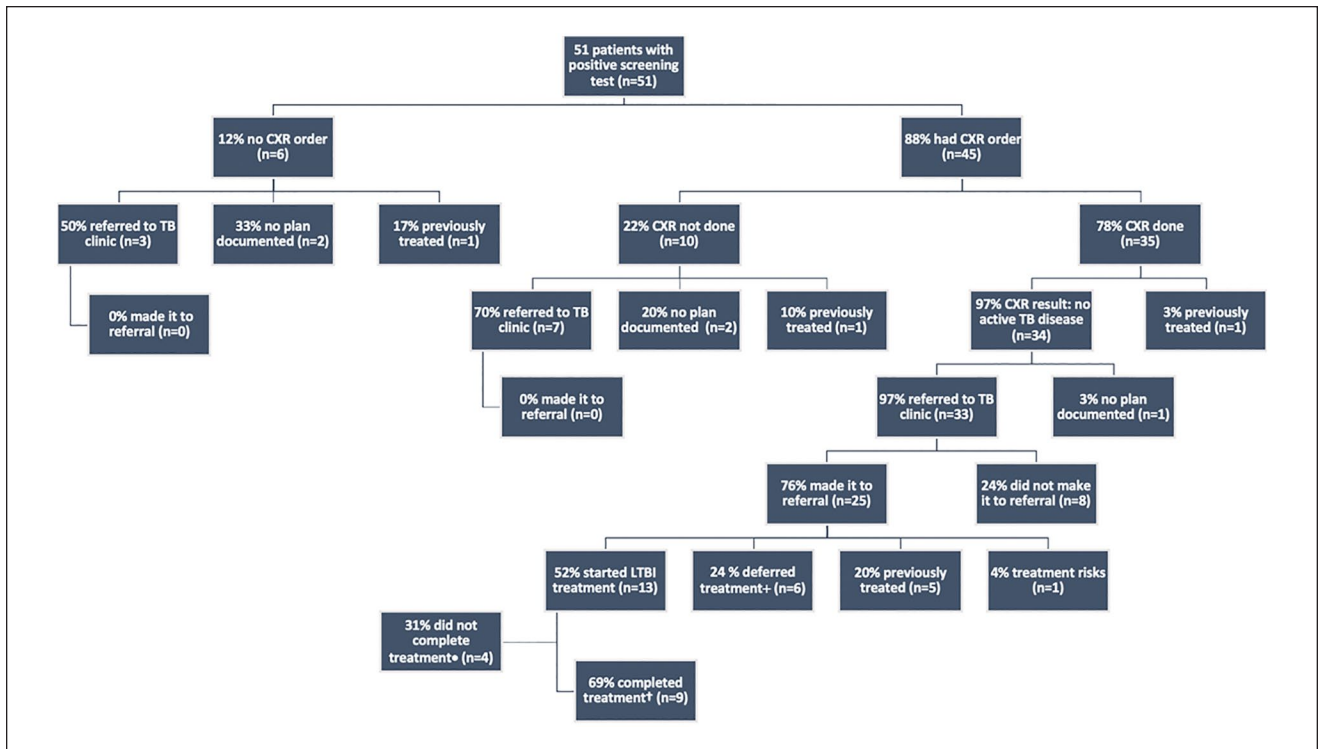 51 patients with
positive screening
test (n=51)
12% no CXR order
(n=6)
88% had CXR order
(n=45)
50% referred to TB
clinic (n=3)
33% no plan
documented (n=2)
17% previously
treated (n=1)
22% CXR not done
(n=10)
78% CXR done
(n=35)
0% made it to
referral (n=0)
70% referred to TB
clinic (n=7)
20% no plan
documented (n=2)
10% previously
treated (n=1)
97% CXR result: no
active TB disease
(n=34)
3% previously
treated (n=1)
0% made it to
referral (n=0)
97% referred to TB
clinic (n=33)
3% no plan
documented (n=1)
76% made it to
referral (n=25)
24% did not make
it to referral (n=8)
52% started LTBI
treatment (n=13)
24 % deferred
treatment+ (n=6)
20% previously
treated (n=5)
4% treatment risks
(n=1)
31% did not
complete
treatment• (n=4)
69% completed
treatment† (n=9)